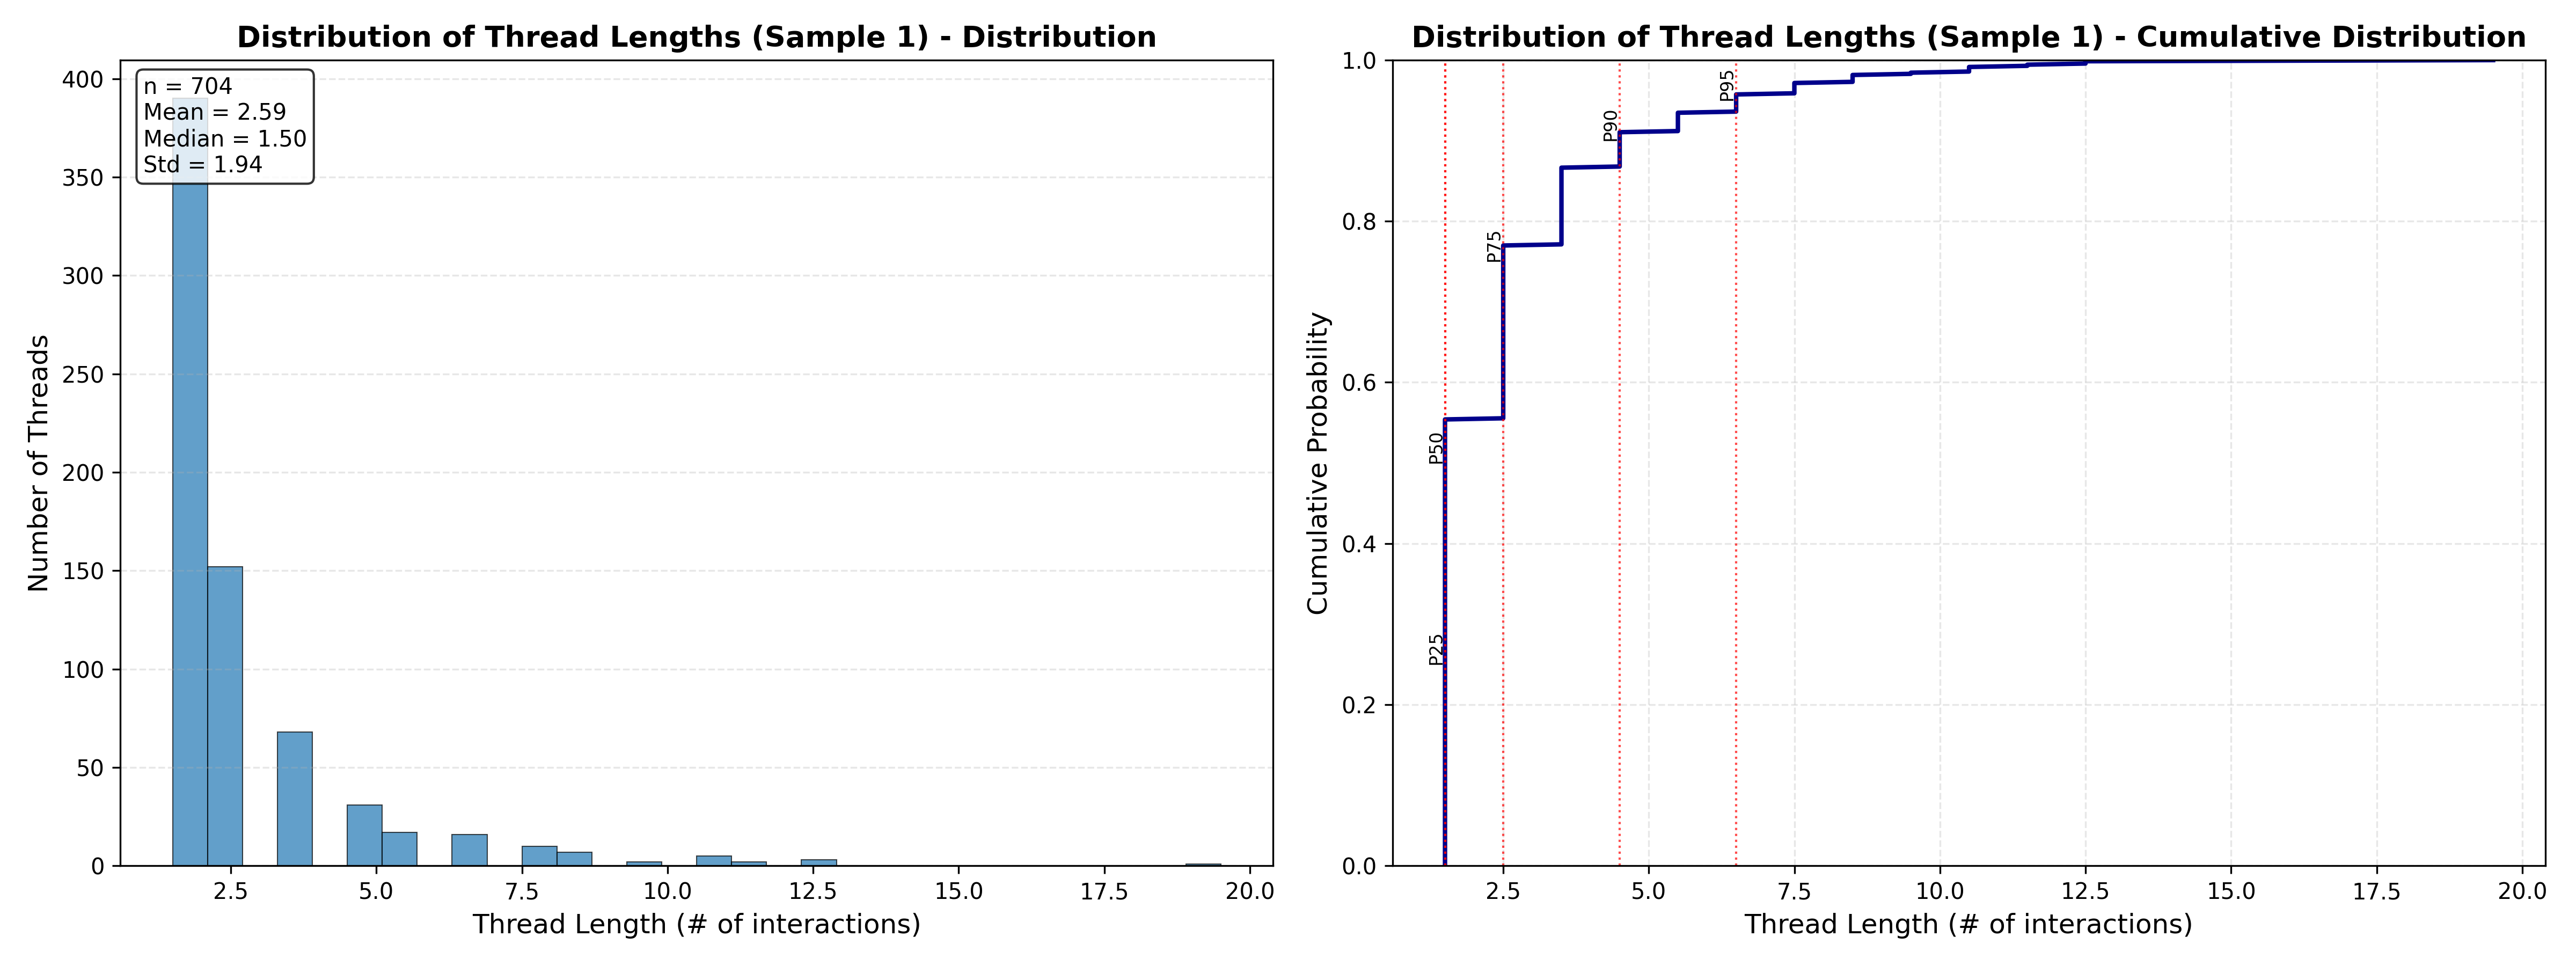 Distribution of Thread Lengths (Sample 1) - Distribution
n = 704
Mean = 2.59
Median = 1.50
Std = 1.94
400
350
300
250
200
150
100
50
0
Number of Threads
2.5 5.0 7.5 10.0 12.5 15.0 17.5 20.0
Thread Length (# of interactions)
Distribution of Thread Lengths (Sample 1) - Cumulative Distribution
1.0
0.8
0.6
0.4
0.2
0.0
Cumulative Probability
P25
P50
P75
P90
P95
2.5 5.0 7.5 10.0 12.5 15.0 17.5 20.0
Thread Length (# of interactions)